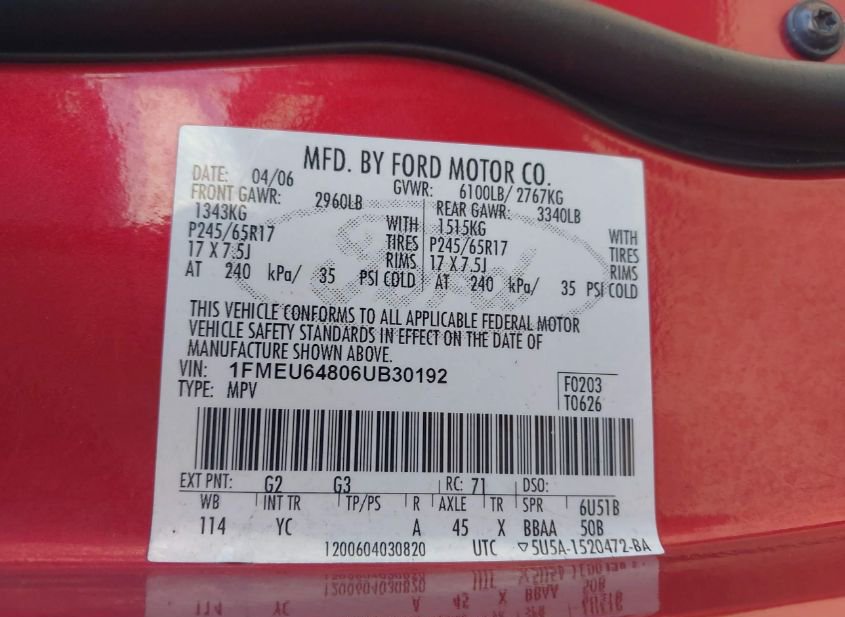 MFD. BY FORD MOTOR CO.
DATE: 04/06 GVWR: 6100LB/ 2767KG
FRONT GAWR: 2960LB REAR GAWR: 3340LB
1343KG WITH 1515KG WITH
P245/65R17 TIRES P245/65R17 TIRES
17 X 7.5J RIMS 17 X 7.5J RIMS
AT 240 kPa/ 35 PSI COLD AT 240 kPa/ 35 PSI COLD
THIS VEHICLE CONFORMS TO ALL APPLICABLE FEDERAL MOTOR
VEHICLE SAFETY STANDARDS IN EFFECT ON THE DATE OF
MANUFACTURE SHOWN ABOVE.
VIN: 1FMEU64806UB30192
TYPE: MPV
F0203
T0626
EXT PNT: G2 G3 RC: 71 DSO:
WB INT TR TP/PS R AXLE TR SPR 6U51B
114 YC A 45 X BBAA 50B
1200604030820 UTC ▽5U5A-1520472-BA